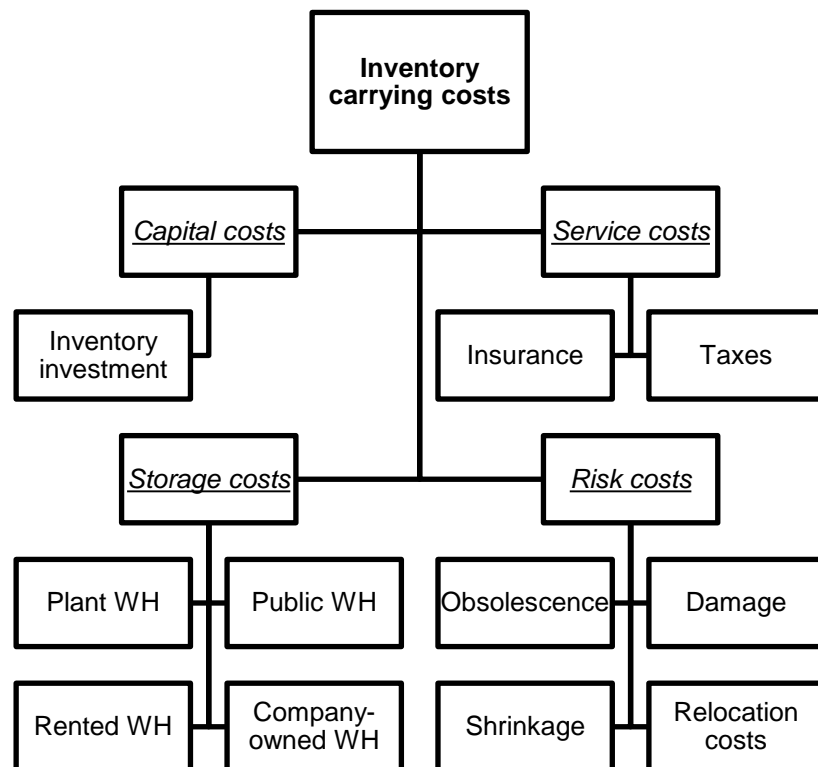 Inventory
carrying costs
Capital costs
Service costs
Inventory
investment
Insurance
Taxes
Storage costs
Risk costs
Plant WH
Public WH
Obsolescence
Damage
Rented WH
Company-
owned WH
Shrinkage
Relocation
costs